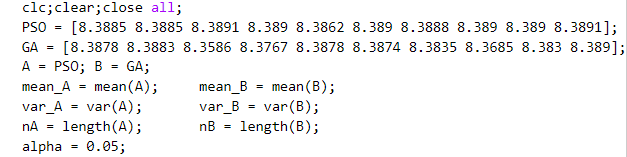 clc;clear;close all;
PSO = [8.3885 8.3885 8.3891 8.389 8.3862 8.389 8.3888 8.389 8.389 8.3891];
GA = [8.3878 8.3883 8.3586 8.3767 8.3878 8.3874 8.3835 8.3685 8.383 8.389];
A = PSO; B = GA;
mean_A = mean(A); mean_B = mean(B);
var_A = var(A); var_B = var(B);
nA = length(A); nB = length(B);
alpha = 0.05;